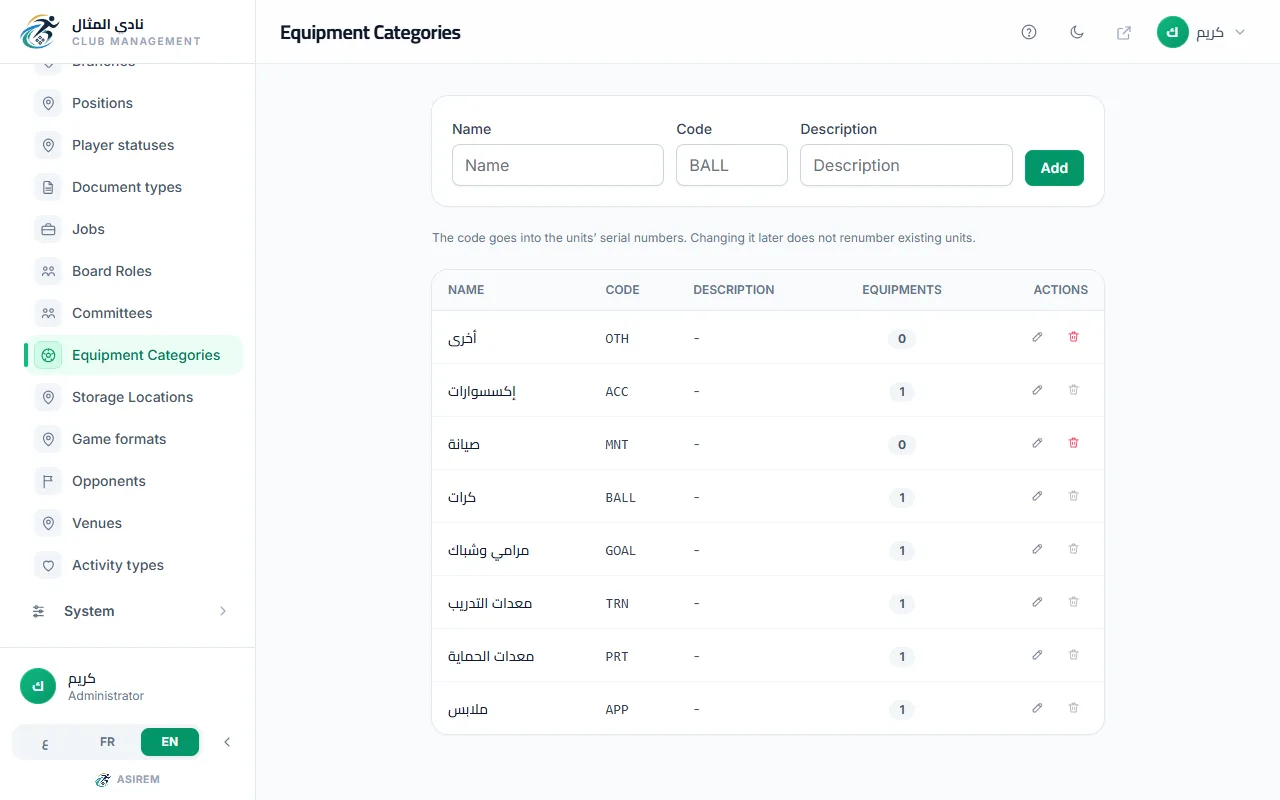 نادي المثال
CLUB MANAGEMENT
Equipment Categories
ك
كريم
Branches
Positions
Player statuses
Document types
Jobs
Board Roles
Committees
Equipment Categories
Storage Locations
Game formats
Opponents
Venues
Activity types
System
ك
كريم
Administrator
ع FR EN
ASIREM
Name Code Description
Name BALL Description Add
The code goes into the units’ serial numbers. Changing it later does not renumber existing units.
NAME CODE DESCRIPTION EQUIPMENTS ACTIONS
أخرى OTH - 0
إكسسوارات ACC - 1
صيانة MNT - 0
كرات BALL - 1
مرامي وشباك GOAL - 1
معدات التدريب TRN - 1
معدات الحماية PRT - 1
ملابس APP - 1